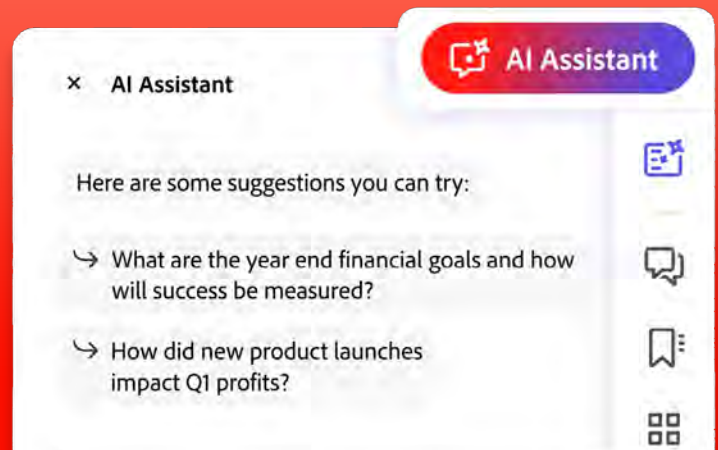 AI Assistant
× AI Assistant
Here are some suggestions you can try:
What are the year end financial goals and how
will success be measured?
How did new product launches
impact Q1 profits?